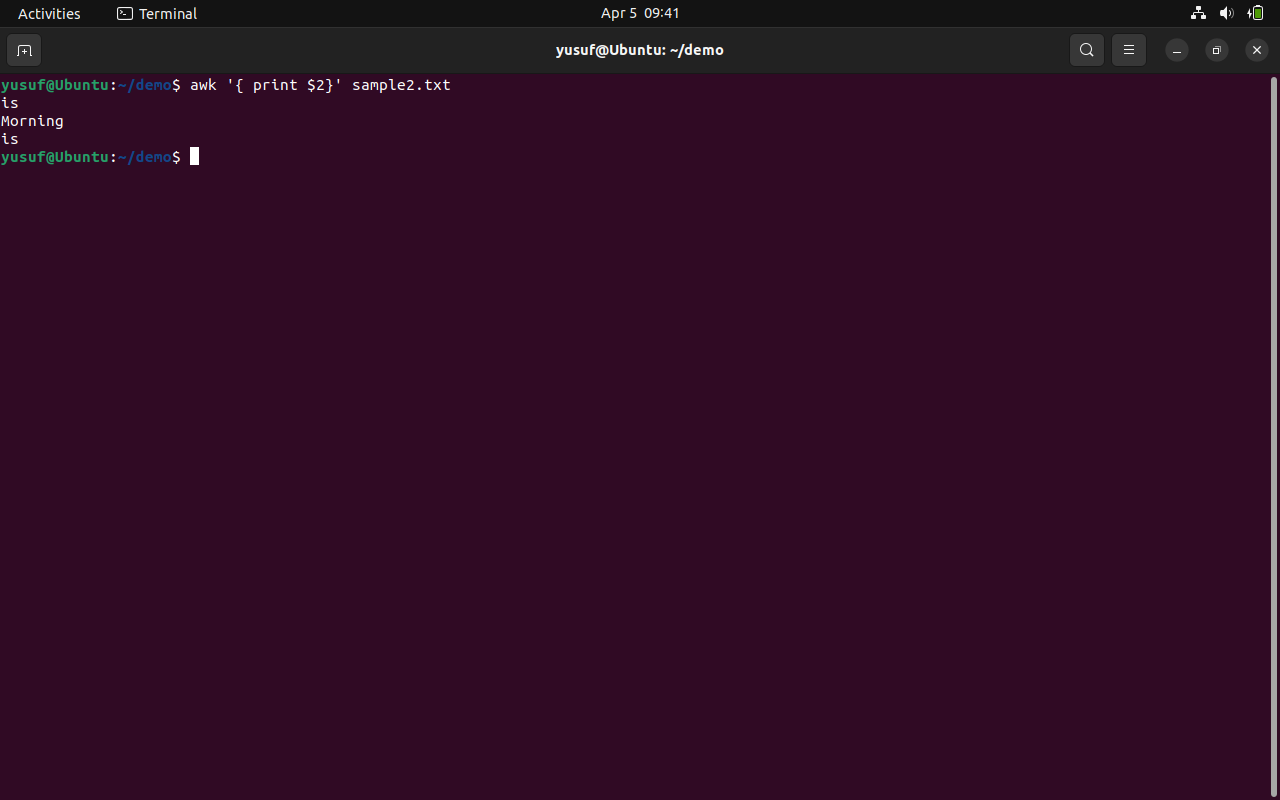 Activities Terminal Apr 5 09:41
yusuf@Ubuntu: ~/demo
yusuf@Ubuntu:~/demo$ awk '{ print $2}' sample2.txt
is
Morning
is
yusuf@Ubuntu:~/demo$